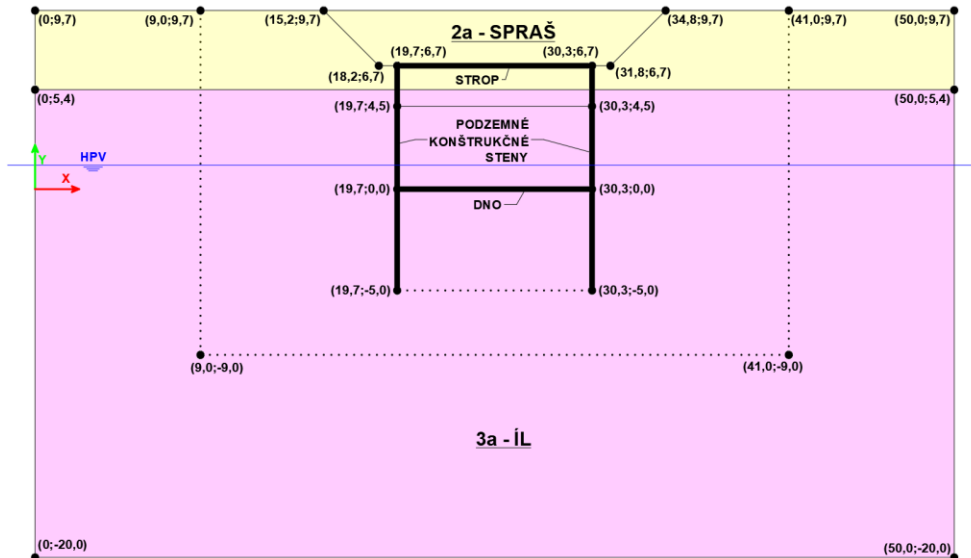 (0;9,7)
(9,0;9,7)
(15,2;9,7)
(34,8;9,7)
(41,0;9,7)
(50,0;9,7)
2a - SPRAŠ
(19,7;6,7)
(30,3;6,7)
(18,2;6,7)
(31,8;6,7)
STROP
(0;5,4)
(50,0;5,4)
(19,7;4,5)
(30,3;4,5)
PODZEMNÉ
KONŠTRUKČNÉ
STENY
HPV
Y
X
(19,7;0,0)
(30,3;0,0)
DNO
(19,7;-5,0)
(30,3;-5,0)
(9,0;-9,0)
(41,0;-9,0)
3a - ÍL
(0;-20,0)
(50,0;-20,0)